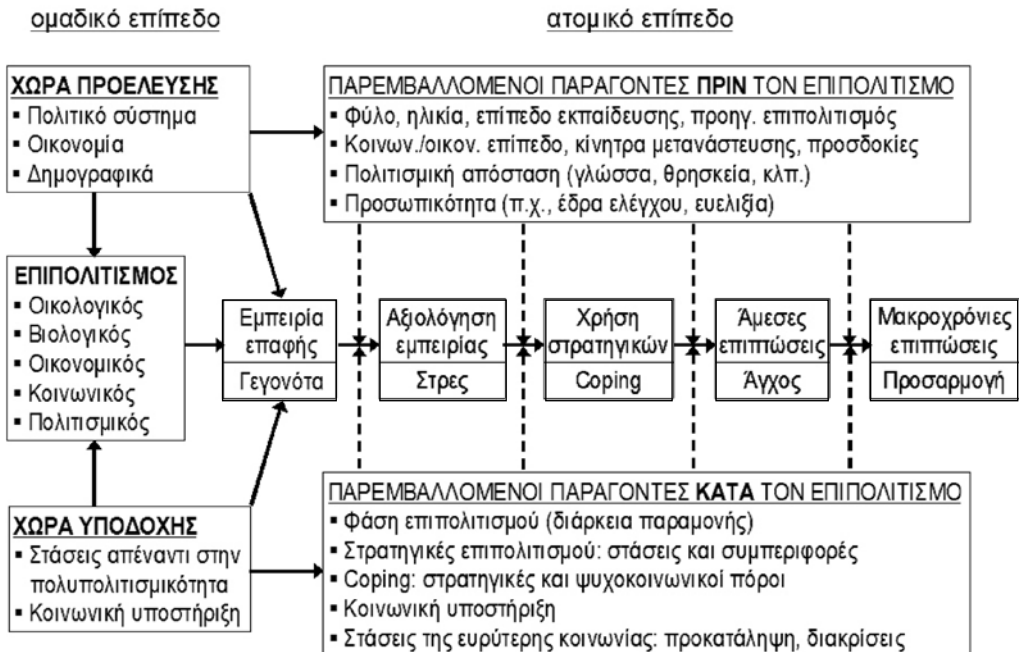 ομαδικό επίπεδο
ατομικό επίπεδο
ΧΩΡΑ ΠΡΟΕΛΕΥΣΗΣ
▪ Πολιτικό σύστημα
▪ Οικονομία
▪ Δημογραφικά
ΠΑΡΕΜΒΑΛΛΟΜΕΝΟΙ ΠΑΡΑΓΟΝΤΕΣ ΠΡΙΝ ΤΟΝ ΕΠΙΠΟΛΙΤΙΣΜΟ
▪ Φύλο, ηλικία, επίπεδο εκπαίδευσης, προηγ. επιπολιτισμός
▪ Κοινων./οικον. επίπεδο, κίνητρα μετανάστευσης, προσδοκίες
▪ Πολιτισμική απόσταση (γλώσσα, θρησκεία, κλπ.)
▪ Προσωπικότητα (π.χ., έδρα ελέγχου, ευελιξία)
ΕΠΙΠΟΛΙΤΙΣΜΟΣ
▪ Οικολογικός
▪ Βιολογικός
▪ Οικονομικός
▪ Κοινωνικός
▪ Πολιτισμικός
Εμπειρία
επαφής
Γεγονότα
Αξιολόγηση
εμπειρίας
Στρες
Χρήση
στρατηγικών
Coping
Άμεσες
επιπτώσεις
Άγχος
Μακροχρόνιες
επιπτώσεις
Προσαρμογή
ΧΩΡΑ ΥΠΟΔΟΧΗΣ
▪ Στάσεις απέναντι στην
πολυπολιτισμικότητα
▪ Κοινωνική υποστήριξη
ΠΑΡΕΜΒΑΛΛΟΜΕΝΟΙ ΠΑΡΑΓΟΝΤΕΣ ΚΑΤΑ ΤΟΝ ΕΠΙΠΟΛΙΤΙΣΜΟ
▪ Φάση επιπολιτισμού (διάρκεια παραμονής)
▪ Στρατηγικές επιπολιτισμού: στάσεις και συμπεριφορές
▪ Coping: στρατηγικές και ψυχοκοινωνικοί πόροι
▪ Κοινωνική υποστήριξη
▪ Στάσεις της ευρύτερης κοινωνίας: προκατάληψη, διακρίσεις